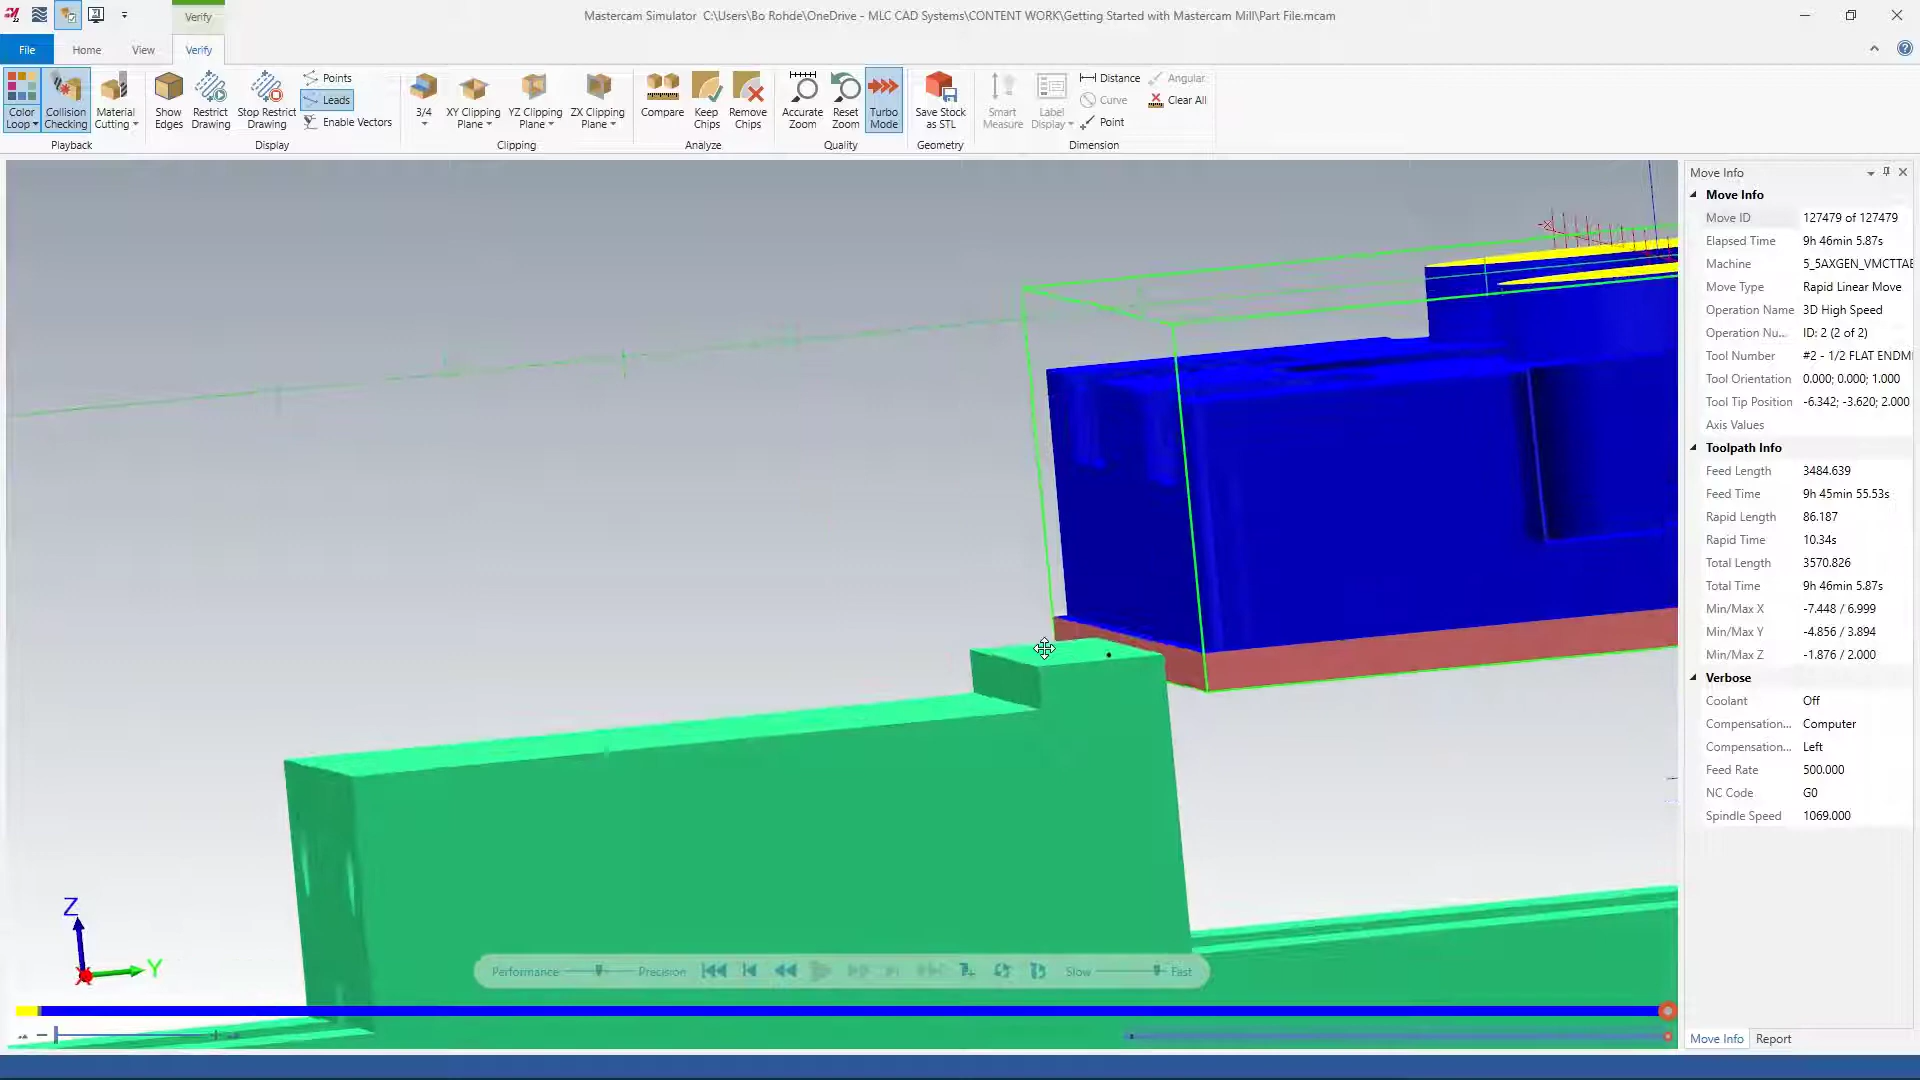 Verify
Mastercam Simulator C:\Users\Bo Rohde\OneDrive - MLC CAD Systems\CONTENT WORK\Getting Started with Mastercam Mill\Part File.mcam
File Home View Verify
Color Loop
Collision Checking
Material Cutting
Playback
Show Edges
Restrict Drawing
Stop Restrict Drawing
Points
Leads
Enable Vectors
Display
3/4
XY Clipping Plane
YZ Clipping Plane
ZX Clipping Plane
Clipping
Compare
Keep Chips
Remove Chips
Analyze
Accurate Zoom
Reset Zoom
Turbo Mode
Quality
Save Stock as STL
Geometry
Smart Measure
Label Display
Distance
Curve
Point
Angular
Clear All
Dimension
Move Info
Move Info
Move ID 127479 of 127479
Elapsed Time 9h 46min 5.87s
Machine 5_5AXGEN_VMCTTAE
Move Type Rapid Linear Move
Operation Name 3D High Speed
Operation Nu... ID: 2 (2 of 2)
Tool Number #2 - 1/2 FLAT ENDM
Tool Orientation 0.000; 0.000; 1.000
Tool Tip Position -6.342; -3.620; 2.000
Axis Values
Toolpath Info
Feed Length 3484.639
Feed Time 9h 45min 55.53s
Rapid Length 86.187
Rapid Time 10.34s
Total Length 3570.826
Total Time 9h 46min 5.87s
Min/Max X -7.448 / 6.999
Min/Max Y -4.856 / 3.894
Min/Max Z -1.876 / 2.000
Verbose
Coolant Off
Compensation... Computer
Compensation... Left
Feed Rate 500.000
NC Code G0
Spindle Speed 1069.000
Z
Y
X
Performance Precision Slow Fast
Move Info Report